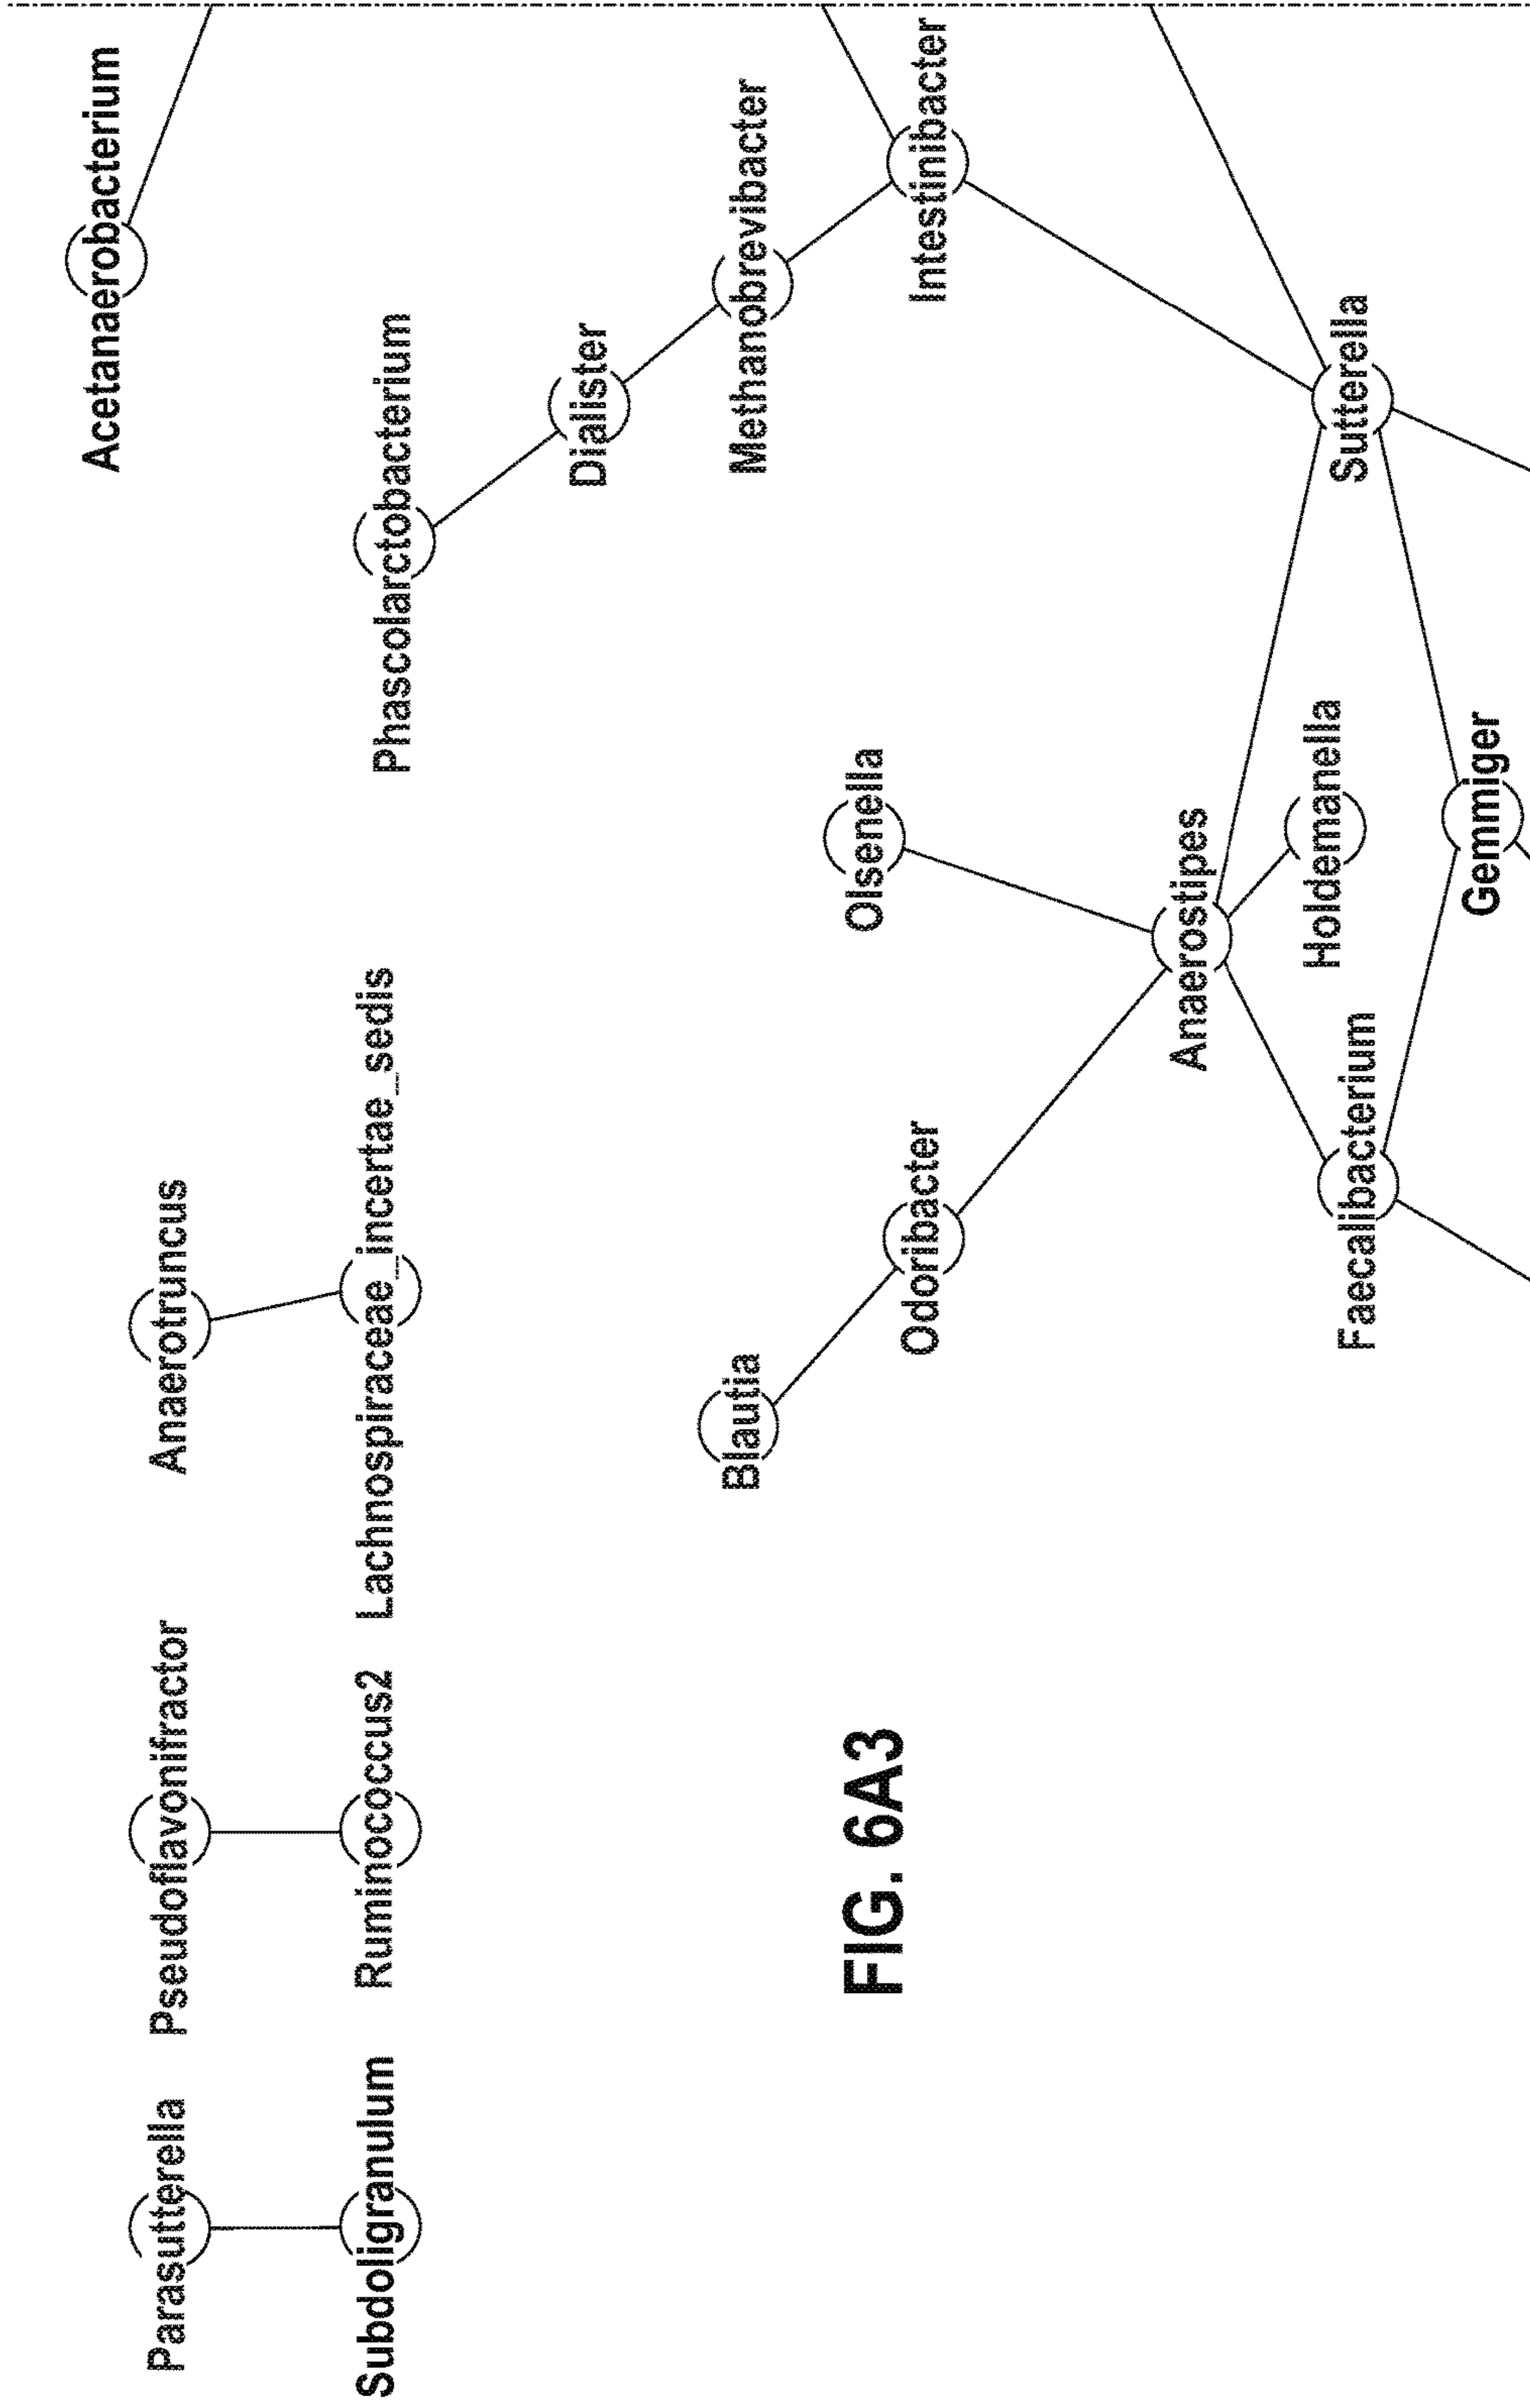 Parasutterella
Pseudoflavonifractor
Anaerotruncus
Acetanaerobacterium
Subdoligranulum
Ruminococcus2
Lachnospiraceae_incertae_sedis
Phascolarctobacterium
Dialister
Blautia
Methanobrevibacter
Olsenella
Odoribacter
Intestinibacter
Anaerostipes
Holdemanella
Faecalibacterium
Sutterella
Gemmiger
FIG. 6A3